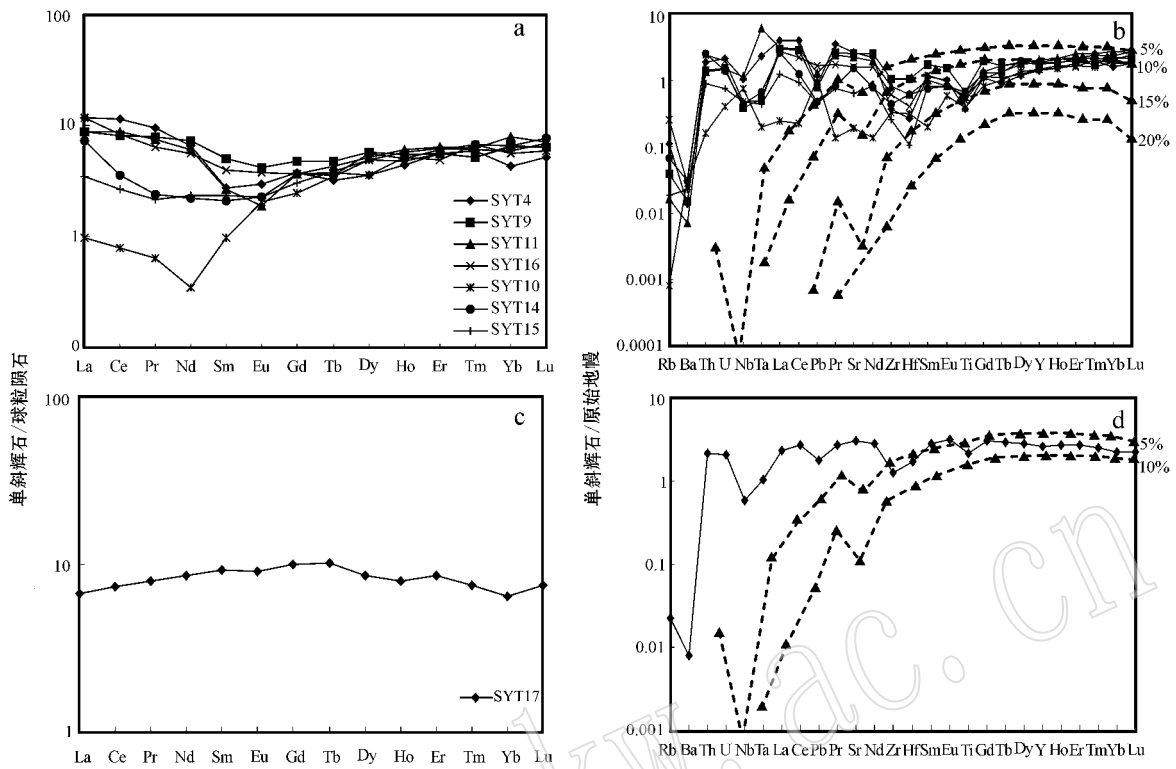 单斜辉石/球粒陨石
100
10
1
0
a
SYT4
SYT9
SYT11
SYT16
SYT10
SYT14
SYT15
La Ce Pr Nd Sm Eu Gd Tb Dy Ho Er Tm Yb Lu
单斜辉石/原始地幔
10
1
0.1
0.01
0.001
0.0001
b
5%
10%
15%
20%
Rb Ba Th U Nb Ta La Ce Pb Pr Sr Nd Zr Hf Sm Eu Ti Gd Tb Dy Y Ho Er Tm Yb Lu
100
10
1
c
SYT17
La Ce Pr Nd Sm Eu Gd Tb Dy Ho Er Tm Yb Lu
10
1
0.1
0.01
0.001
d
5%
10%
Rb Ba Th U Nb Ta La Ce Pb Pr Sr Nd Zr Hf Sm Eu Ti Gd Tb Dy Y Ho Er Tm Yb Lu
kw.ac.cn